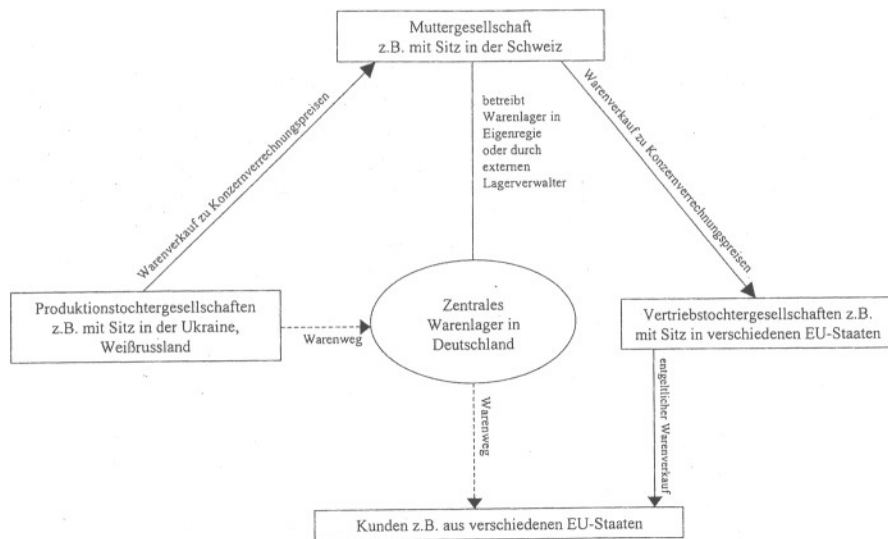 Muttergesellschaft
z.B. mit Sitz in der Schweiz
Warenverkauf zu Konzernverrechnungspreisen
betreibt
Warenlager in
Eigenregie
oder durch
externen
Lagerverwalter
Warenverkauf zu Konzernverrechnungspreisen
Produktionstochtergesellschaften
z.B. mit Sitz in der Ukraine,
Weißrussland
Warenweg
Zentrales
Warenlager in
Deutschland
Vertriebstochtergesellschaften z.B.
mit Sitz in verschiedenen EU-Staaten
Warenweg
entgeltlicher Warenverkauf
Kunden z.B. aus verschiedenen EU-Staaten